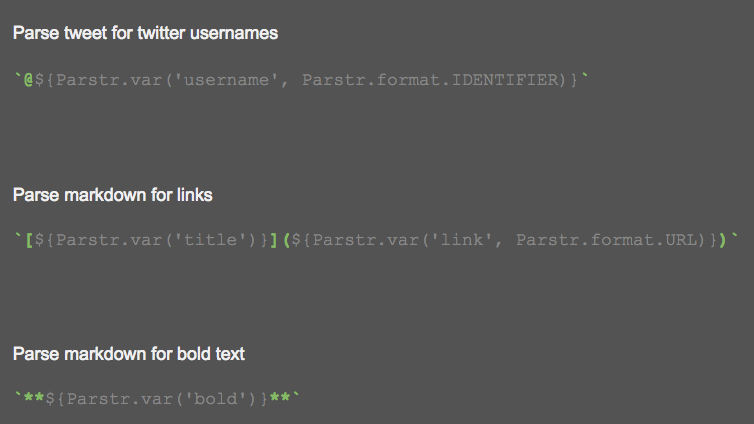 Parse tweet for twitter usernames
`@${Parstr.var('username', Parstr.format.IDENTIFIER)}`
Parse markdown for links
`[${Parstr.var('title')}](${Parstr.var('link', Parstr.format.URL)})`
Parse markdown for bold text
`**${Parstr.var('bold')}**`